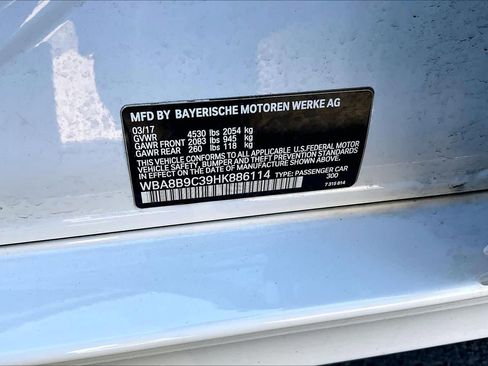 MFD BY BAYERISCHE MOTOREN WERKE AG
03/17
GVWR 4530 lbs 2054 kg
GAWR FRONT 2083 lbs 945 kg
GAWR REAR 260 lbs 118 kg
THIS VEHICLE CONFORMS TO ALL APPLICABLE U.S. FEDERAL MOTOR
VEHICLE SAFETY, BUMPER AND THEFT PREVENTION
STANDARDS IN EFFECT ON THE DATE OF MANUFACTURE SHOWN ABOVE.
WBA8B9C39HK886114 TYPE: PASSENGER CAR
300
7 315 614